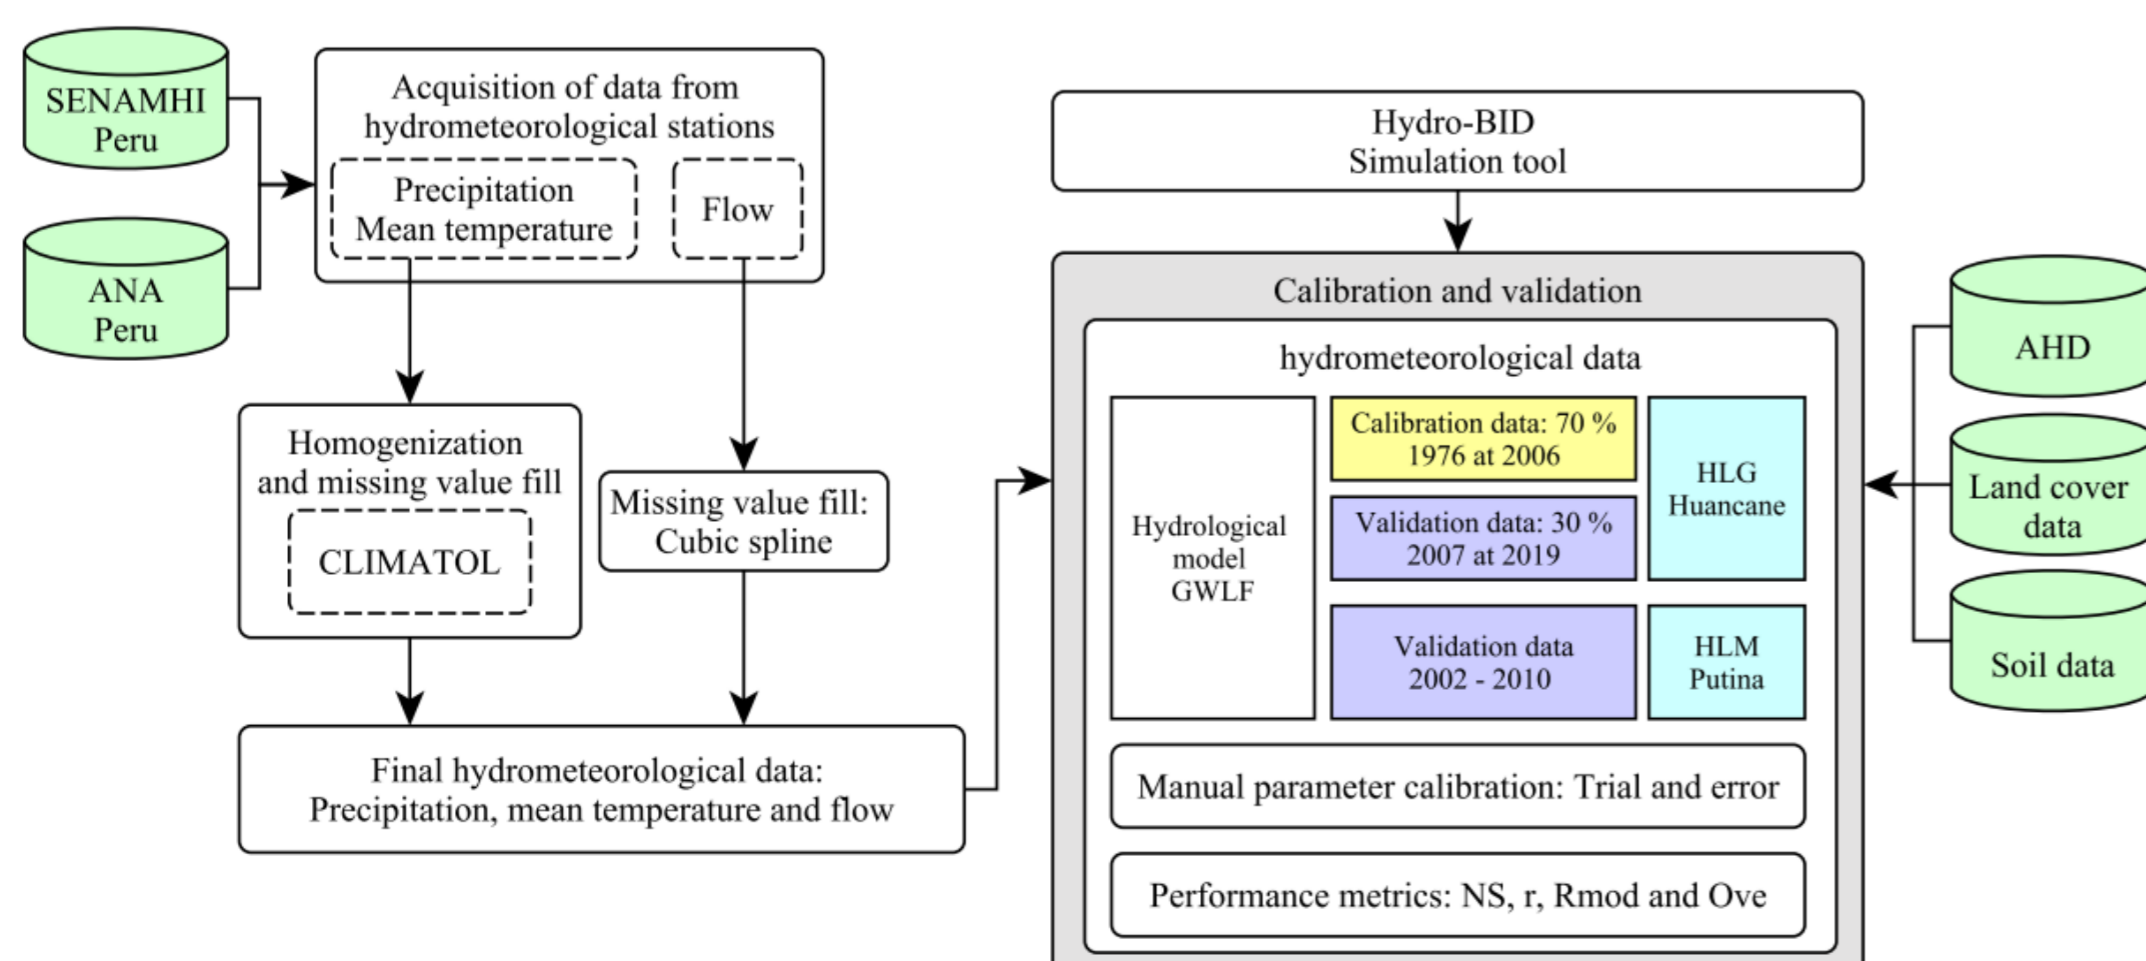 SENAMHI
Peru
ANA
Peru
Acquisition of data from
hydrometeorological stations
Precipitation
Mean temperature
Flow
Homogenization
and missing value fill
CLIMATOL
Missing value fill:
Cubic spline
Final hydrometeorological data:
Precipitation, mean temperature and flow
Hydro-BID
Simulation tool
Calibration and validation
hydrometeorological data
Hydrological
model
GWLF
Calibration data: 70 %
1976 at 2006
Validation data: 30 %
2007 at 2019
HLG
Huancane
Validation data
2002 - 2010
HLM
Putina
Manual parameter calibration: Trial and error
Performance metrics: NS, r, Rmod and Ove
AHD
Land cover
data
Soil data